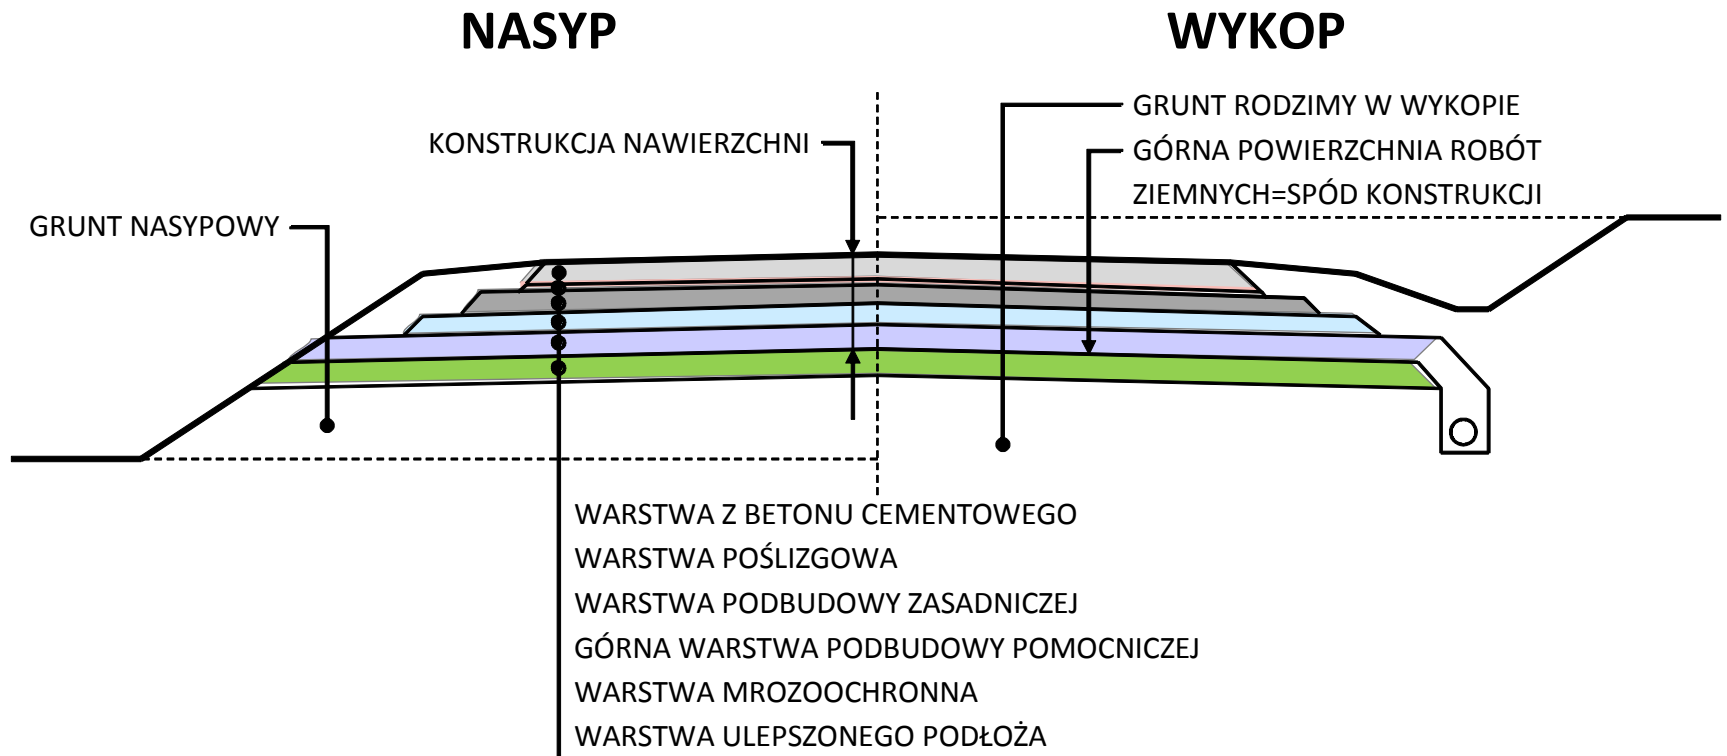 NASYP
WYKOP
GRUNT RODZIMY W WYKOPIE
KONSTRUKCJA NAWIERZCHNI
GÓRNA POWIERZCHNIA ROBÓT
ZIEMNYCH=SPÓD KONSTRUKCJI
GRUNT NASYPOWY
WARSTWA Z BETONU CEMENTOWEGO
WARSTWA POŚLIZGOWA
WARSTWA PODBUDOWY ZASADNICZEJ
GÓRNA WARSTWA PODBUDOWY POMOCNICZEJ
WARSTWA MROZOOCHRONNA
WARSTWA ULEPSZONEGO PODŁOŻA